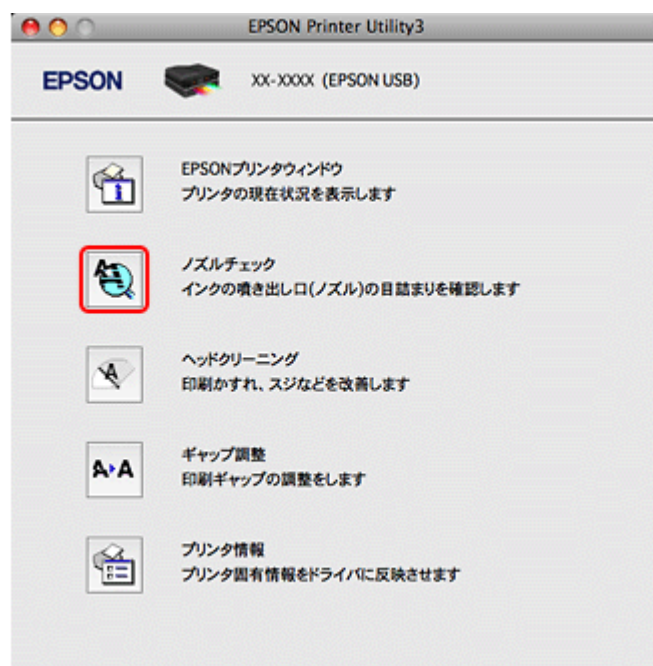 EPSON Printer Utility3
EPSON XX-XXXX (EPSON USB)
EPSONプリンタウィンドウ
プリンタの現在状況を表示します
ノズルチェック
インクの噴き出し口(ノズル)の目詰まりを確認します
ヘッドクリーニング
印刷かすれ、スジなどを改善します
ギャップ調整
印刷ギャップの調整をします
プリンタ情報
プリンタ固有情報をドライバに反映させます